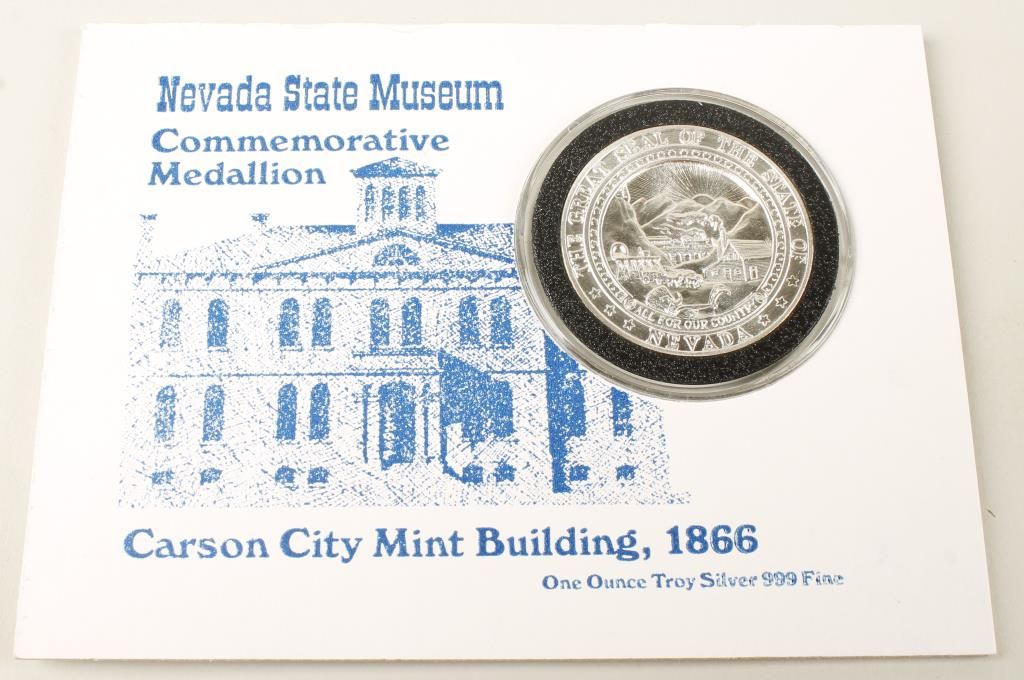 Nevada State Museum
Commemorative
Medallion
THE GREAT SEAL OF THE STATE OF
ALL FOR OUR COUNTRY
NEVADA
Carson City Mint Building, 1866
One Ounce Troy Silver 999 Fine